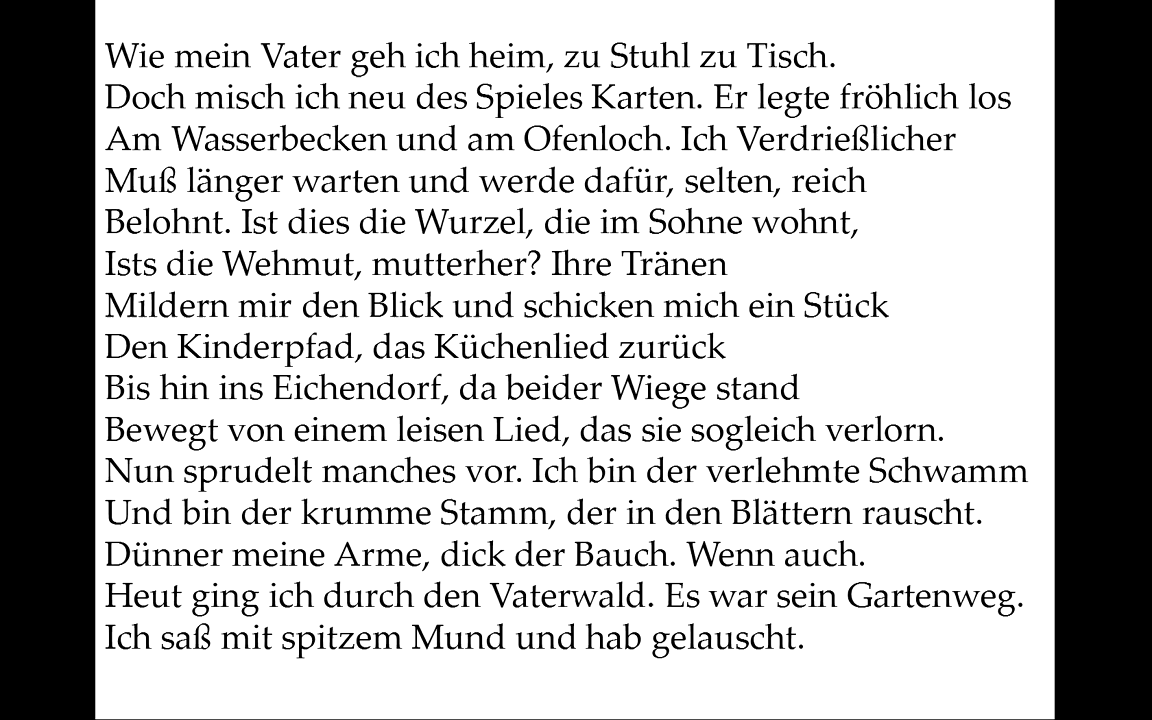 Wie mein Vater geh ich heim, zu Stuhl zu Tisch.
Doch misch ich neu des Spieles Karten. Er legte fröhlich los
Am Wasserbecken und am Ofenloch. Ich Verdrießlicher
Muß länger warten und werde dafür, selten, reich
Belohnt. Ist dies die Wurzel, die im Sohne wohnt,
Ists die Wehmut, mutterher? Ihre Tränen
Mildern mir den Blick und schicken mich ein Stück
Den Kinderpfad, das Küchenlied zurück
Bis hin ins Eichendorf, da beider Wiege stand
Bewegt von einem leisen Lied, das sie sogleich verlorn.
Nun sprudelt manches vor. Ich bin der verlehmte Schwamm
Und bin der krumme Stamm, der in den Blättern rauscht.
Dünner meine Arme, dick der Bauch. Wenn auch.
Heut ging ich durch den Vaterwald. Es war sein Gartenweg.
Ich saß mit spitzem Mund und hab gelauscht.